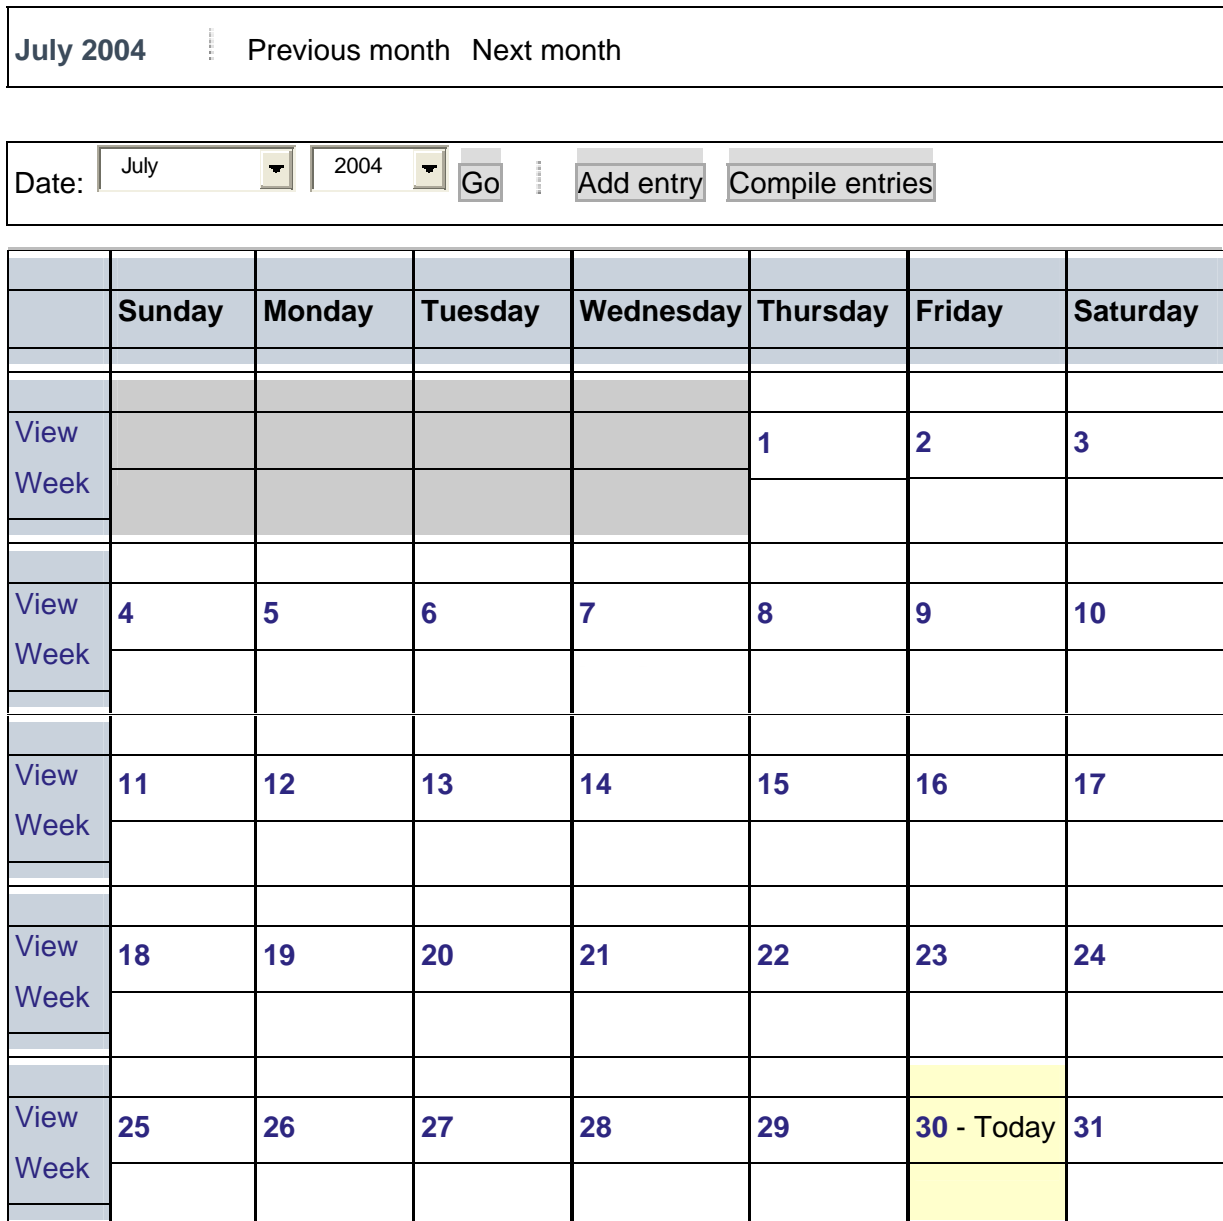 July 2004 Previous month Next month
Date: July 2004 Go Add entry Compile entries
Sunday Monday Tuesday Wednesday Thursday Friday Saturday
View
Week
1 2 3
View
Week
4 5 6 7 8 9 10
View
Week
11 12 13 14 15 16 17
View
Week
18 19 20 21 22 23 24
View
Week
25 26 27 28 29 30 - Today 31